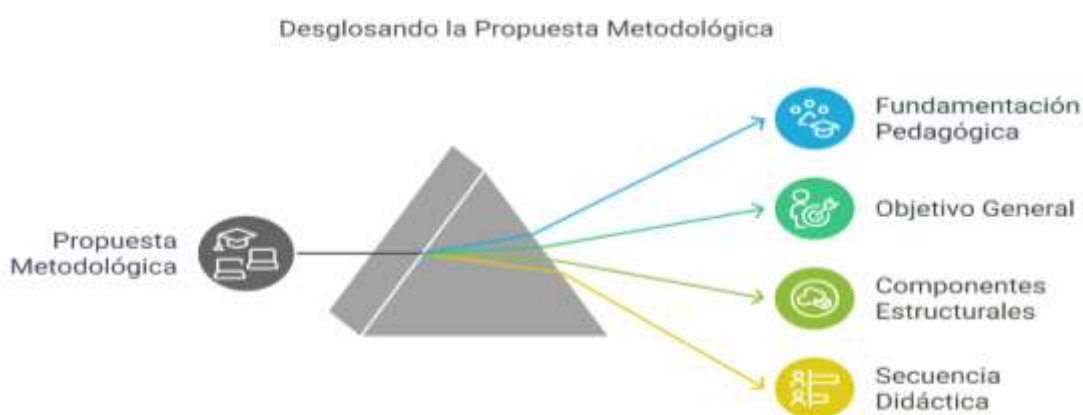 Desglosando la Propuesta Metodológica
Propuesta
Metodológica
Fundamentación
Pedagógica
Objetivo General
Componentes
Estructurales
Secuencia
Didáctica